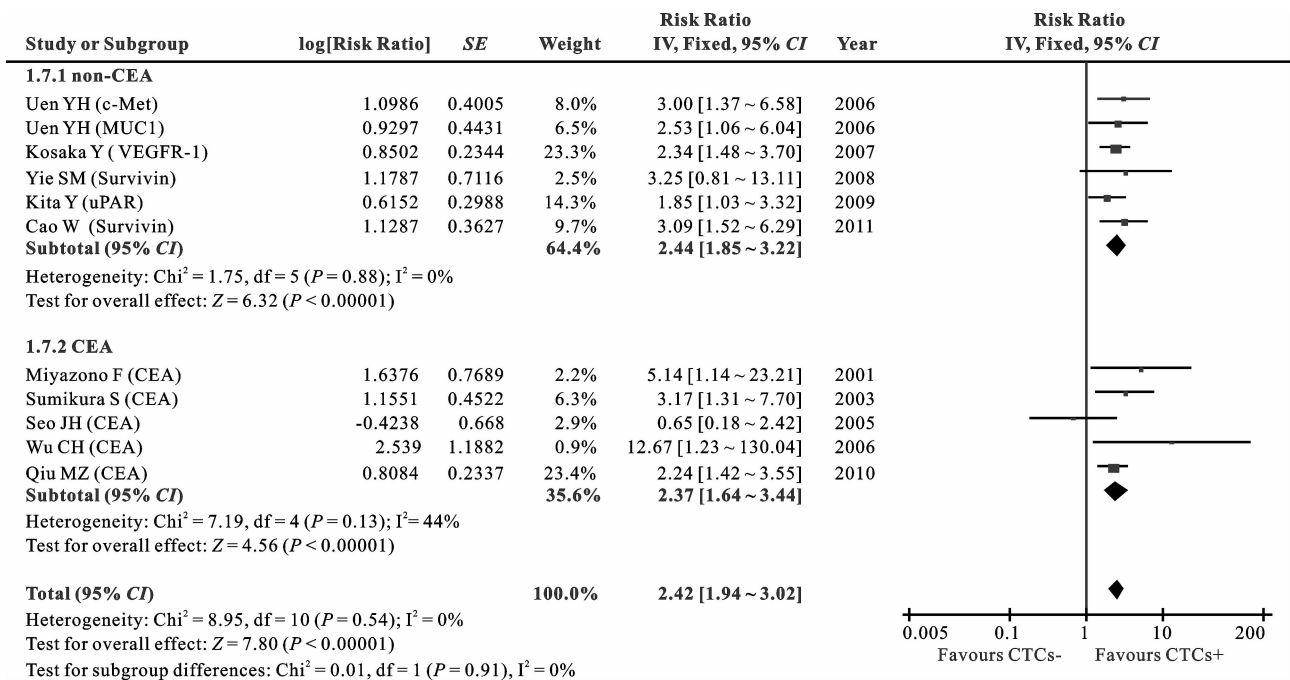 Risk Ratio Risk Ratio
Study or Subgroup log[Risk Ratio] SE Weight IV, Fixed, 95% CI Year IV, Fixed, 95% CI
1.7.1 non-CEA
Uen YH (c-Met) 1.0986 0.4005 8.0% 3.00 [1.37 ~ 6.58] 2006
Uen YH (MUC1) 0.9297 0.4431 6.5% 2.53 [1.06 ~ 6.04] 2006
Kosaka Y ( VEGFR-1) 0.8502 0.2344 23.3% 2.34 [1.48 ~ 3.70] 2007
Yie SM (Survivin) 1.1787 0.7116 2.5% 3.25 [0.81 ~ 13.11] 2008
Kita Y (uPAR) 0.6152 0.2988 14.3% 1.85 [1.03 ~ 3.32] 2009
Cao W (Survivin) 1.1287 0.3627 9.7% 3.09 [1.52 ~ 6.29] 2011
Subtotal (95% CI) 64.4% 2.44 [1.85 ~ 3.22]
Heterogeneity: Chi² = 1.75, df = 5 (P = 0.88); I² = 0%
Test for overall effect: Z = 6.32 (P < 0.00001)
1.7.2 CEA
Miyazono F (CEA) 1.6376 0.7689 2.2% 5.14 [1.14 ~ 23.21] 2001
Sumikura S (CEA) 1.1551 0.4522 6.3% 3.17 [1.31 ~ 7.70] 2003
Seo JH (CEA) -0.4238 0.668 2.9% 0.65 [0.18 ~ 2.42] 2005
Wu CH (CEA) 2.539 1.1882 0.9% 12.67 [1.23 ~ 130.04] 2006
Qiu MZ (CEA) 0.8084 0.2337 23.4% 2.24 [1.42 ~ 3.55] 2010
Subtotal (95% CI) 35.6% 2.37 [1.64 ~ 3.44]
Heterogeneity: Chi² = 7.19, df = 4 (P = 0.13); I² = 44%
Test for overall effect: Z = 4.56 (P < 0.00001)
Total (95% CI) 100.0% 2.42 [1.94 ~ 3.02]
Heterogeneity: Chi² = 8.95, df = 10 (P = 0.54); I² = 0%
Test for overall effect: Z = 7.80 (P < 0.00001)
Test for subgroup differences: Chi² = 0.01, df = 1 (P = 0.91), I² = 0%
0.005 0.1 1 10 200
Favours CTCs- Favours CTCs+